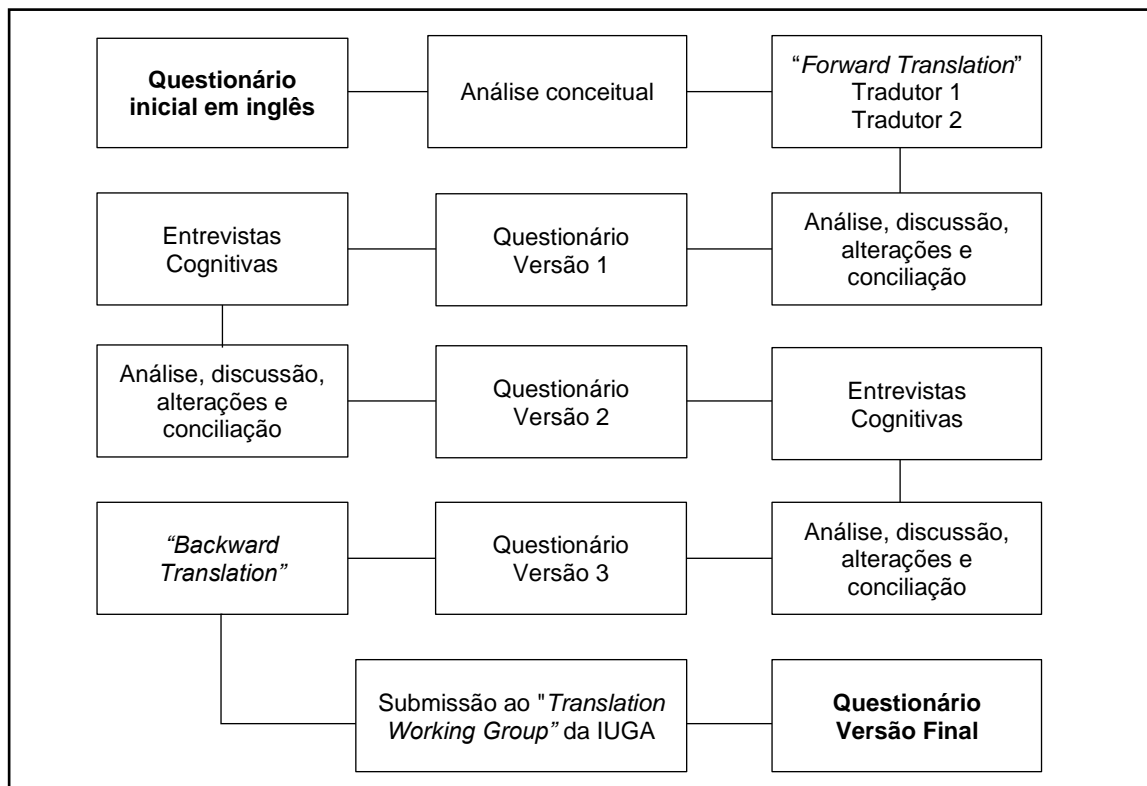 Questionário
inicial em inglês
Análise conceitual
“Forward Translation”
Tradutor 1
Tradutor 2
Entrevistas
Cognitivas
Questionário
Versão 1
Análise, discussão,
alterações e
conciliação
Análise, discussão,
alterações e
conciliação
Questionário
Versão 2
Entrevistas
Cognitivas
“Backward
Translation”
Questionário
Versão 3
Análise, discussão,
alterações e
conciliação
Submissão ao "Translation
Working Group” da IUGA
Questionário
Versão Final